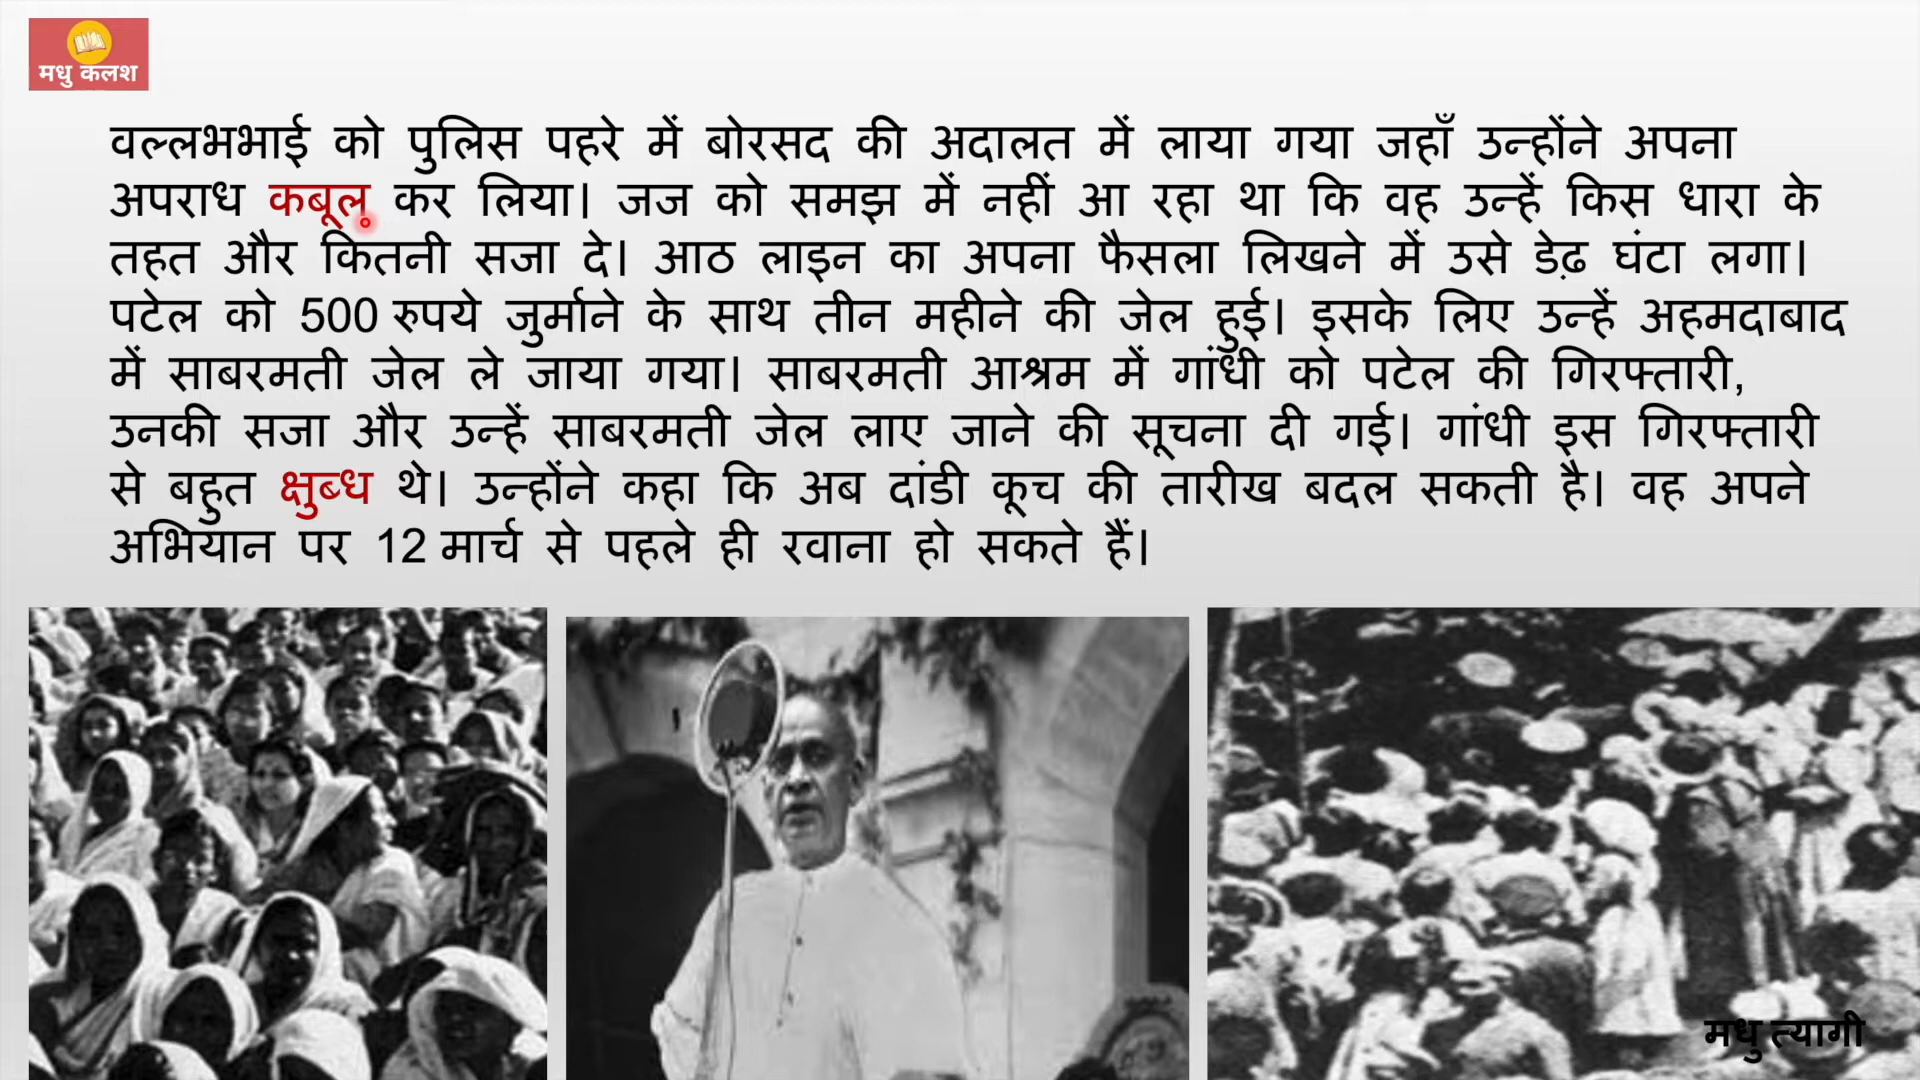 मधु कलश
वल्लभभाई को पुलिस पहरे में बोरसद की अदालत में लाया गया जहाँ उन्होंने अपना
अपराध कबूल कर लिया। जज को समझ में नहीं आ रहा था कि वह उन्हें किस धारा के
तहत और कितनी सजा दे। आठ लाइन का अपना फैसला लिखने में उसे डेढ़ घंटा लगा।
पटेल को 500 रुपये जुर्माने के साथ तीन महीने की जेल हुई। इसके लिए उन्हें अहमदाबाद
में साबरमती जेल ले जाया गया। साबरमती आश्रम में गांधी को पटेल की गिरफ्तारी,
उनकी सजा और उन्हें साबरमती जेल लाए जाने की सूचना दी गई। गांधी इस गिरफ्तारी
से बहुत क्षुब्ध थे। उन्होंने कहा कि अब दांडी कूच की तारीख बदल सकती है। वह अपने
अभियान पर 12 मार्च से पहले ही रवाना हो सकते हैं।
मधु त्यागी